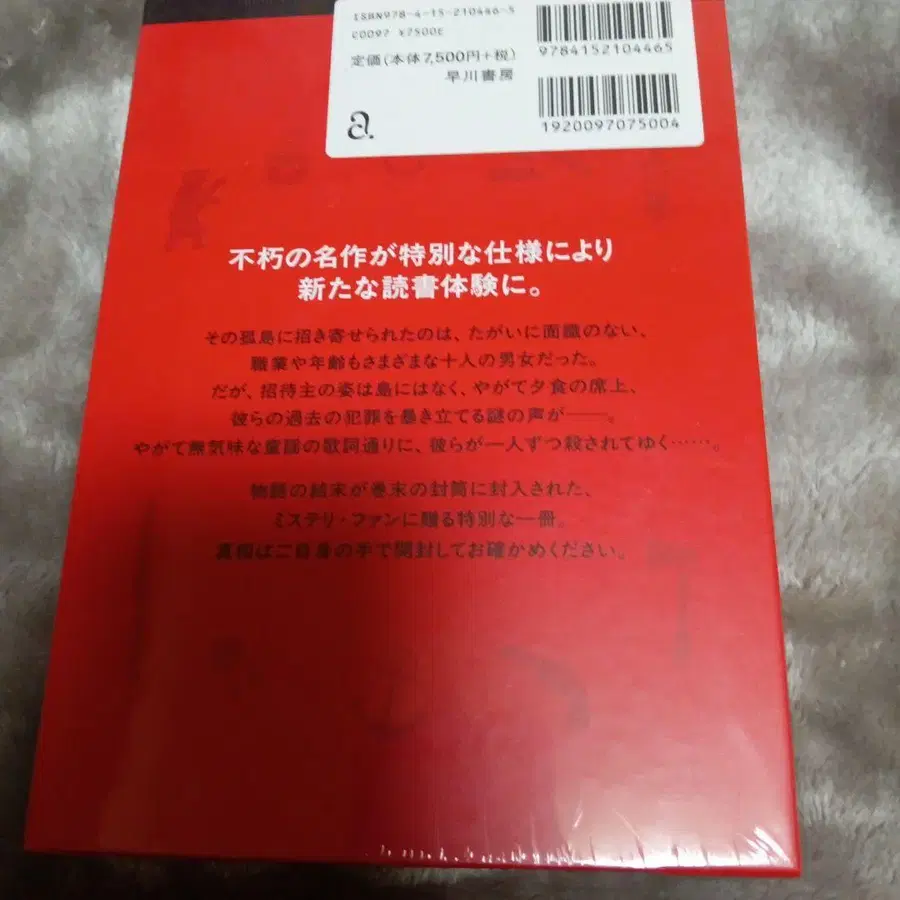 ISBN978-4-15-210446-5
C0097 ¥7500E
定価(本体7,500円+税)
早川書房
a.
9784152104465
1920097075004
不朽の名作が特別な仕様により
新たな読書体験に。
その孤島に招き寄せられたのは、たがいに面識のない、
職業や年齢もさまざまな十人の男女だった。
だが、招待主の姿は島にはなく、やがて夕食の席上、
彼らの過去の犯罪を暴き立てる謎の声が――。
やがて無気味な童謡の歌詞通りに、彼らが一人ずつ殺されてゆく……。
物語の結末が巻末の封筒に封入された、
ミステリ・ファンに贈る特別な一冊。
真相はご自身の手で開封してお確かめください。